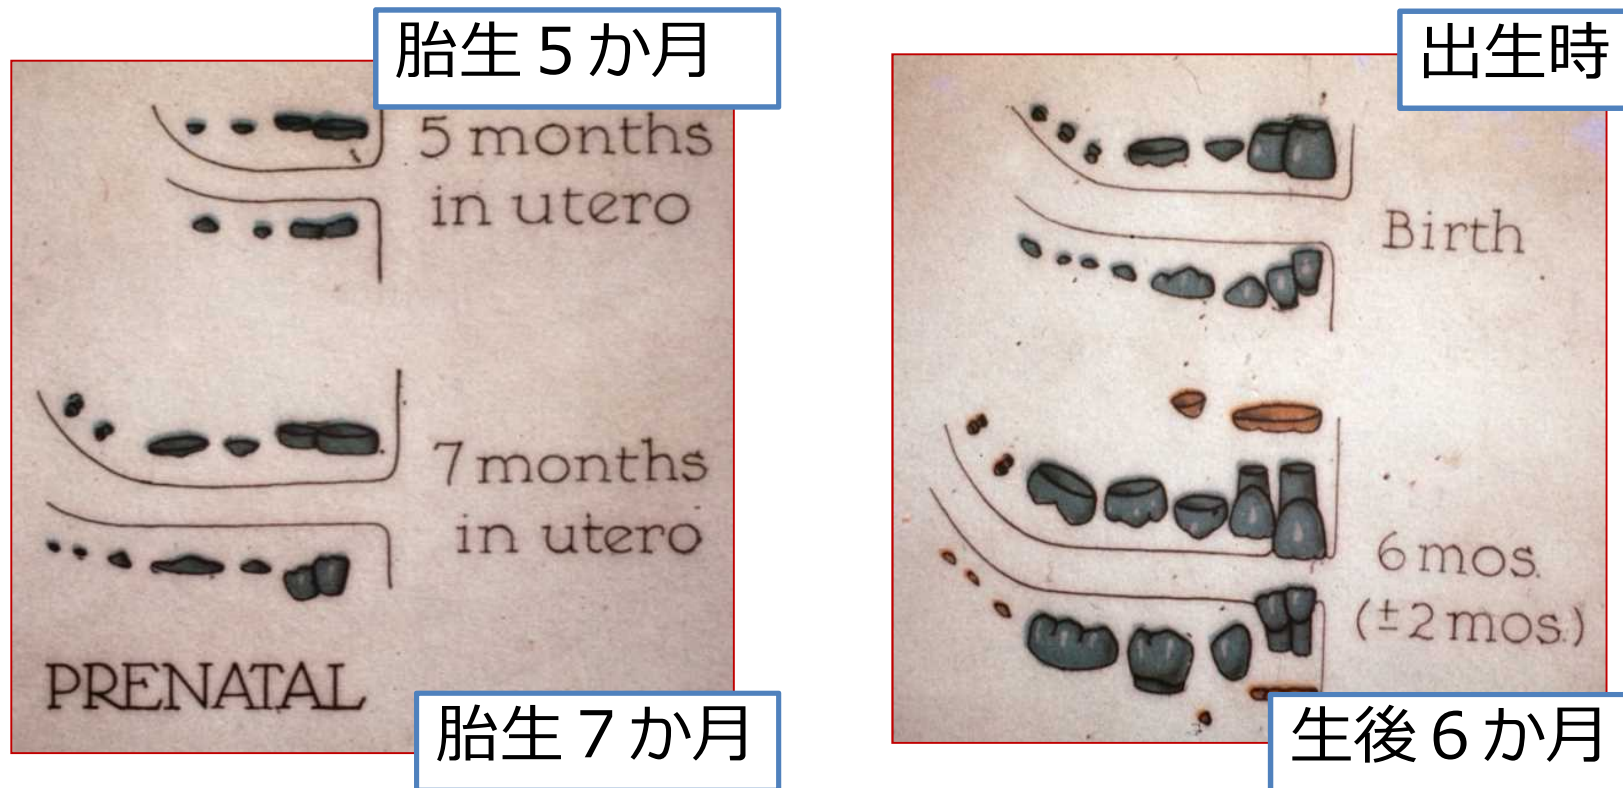 胎生５か月
5 months
in utero
7 months
in utero
PRENATAL
胎生７か月
出生時
Birth
6 mos.
(±2 mos.)
生後６か月